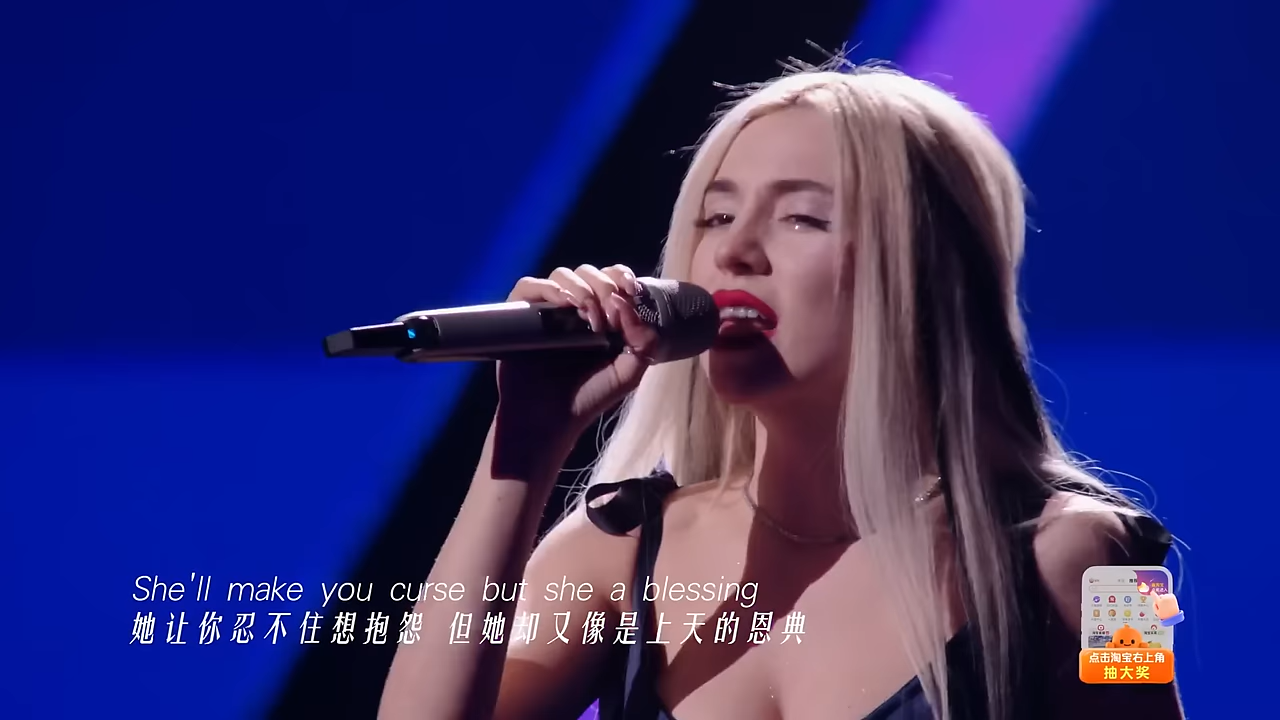 She'll make you curse but she a blessing
她让你忍不住想抱怨 但她却又像是上天的恩典
点击淘宝右上角
抽大奖